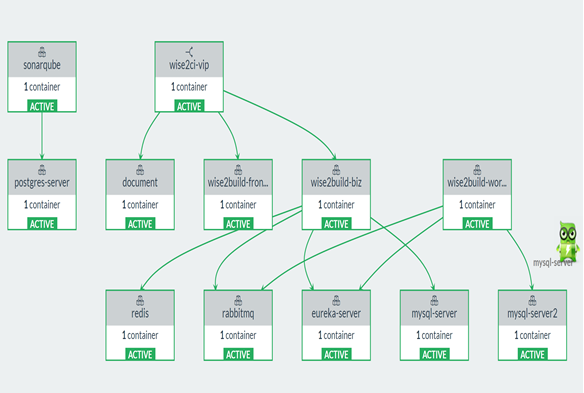 sonarqube
1 container
ACTIVE
wise2ci-vip
1 container
ACTIVE
postgres-server
1 container
ACTIVE
document
1 container
ACTIVE
wise2build-fron...
1 container
ACTIVE
wise2build-biz
1 container
ACTIVE
wise2build-wor...
1 container
ACTIVE
mysql-server
redis
1 container
ACTIVE
rabbitmq
1 container
ACTIVE
eureka-server
1 container
ACTIVE
mysql-server
1 container
ACTIVE
mysql-server2
1 container
ACTIVE